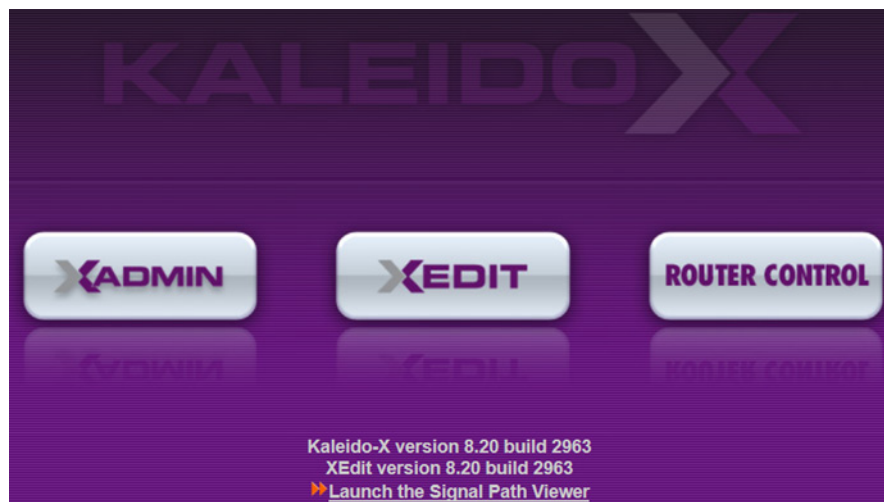 KALEIDOX
XADMIN
XEDIT
ROUTER CONTROL
Kaleido-X version 8.20 build 2963
XEdit version 8.20 build 2963
Launch the Signal Path Viewer